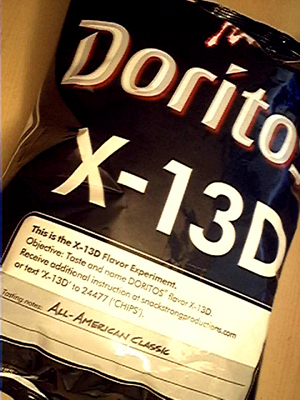 Doritos
X-13D
This is the X-13D Flavor Experiment.
Objective: Taste and name DORITOS® flavor X-13D.
Receive additional instruction at snackstrongproductions.com
or text 'X-13D' to 24477 ('CHIPS').
Tasting notes: ALL-AMERICAN CLASSIC